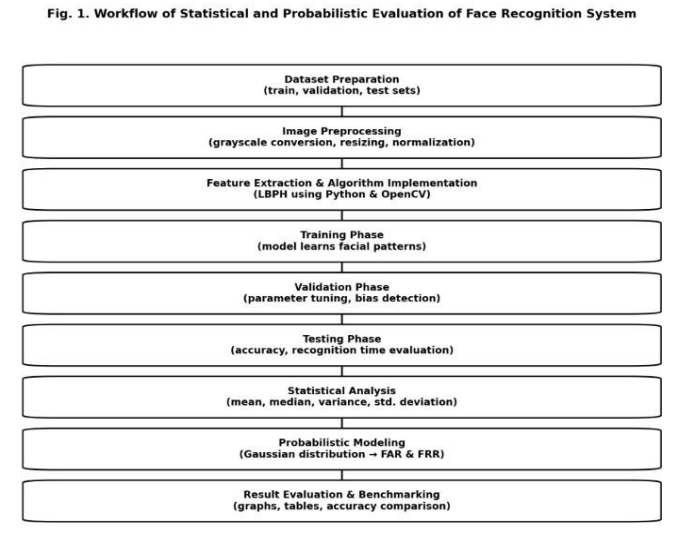 Fig. 1. Workflow of Statistical and Probabilistic Evaluation of Face Recognition System
Dataset Preparation
(train, validation, test sets)
Image Preprocessing
(grayscale conversion, resizing, normalization)
Feature Extraction & Algorithm Implementation
(LBPH using Python & OpenCV)
Training Phase
(model learns facial patterns)
Validation Phase
(parameter tuning, bias detection)
Testing Phase
(accuracy, recognition time evaluation)
Statistical Analysis
(mean, median, variance, std. deviation)
Probabilistic Modeling
(Gaussian distribution → FAR & FRR)
Result Evaluation & Benchmarking
(graphs, tables, accuracy comparison)